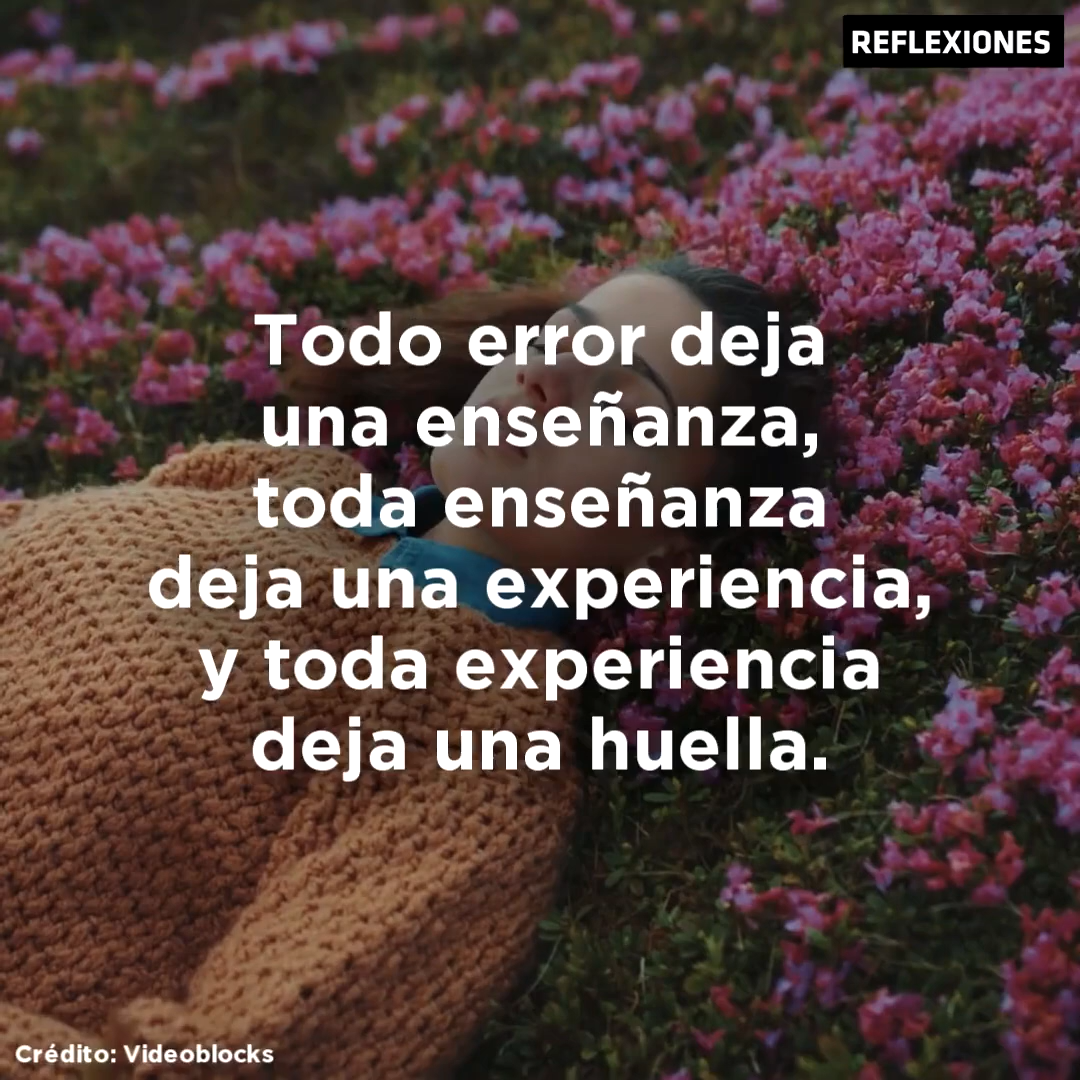 REFLEXIONES
Todo error deja
una enseñanza,
toda enseñanza
deja una experiencia,
y toda experiencia
deja una huella.
Crédito: Videoblocks